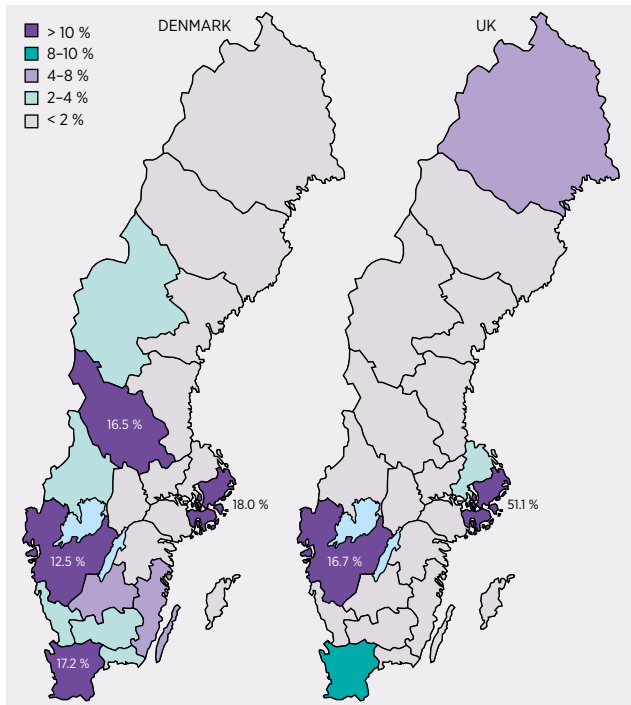 DENMARK
UK
> 10 %
8–10 %
4–8 %
2–4 %
< 2 %
16.5 %
18.0 %
51.1 %
12.5 %
16.7 %
17.2 %